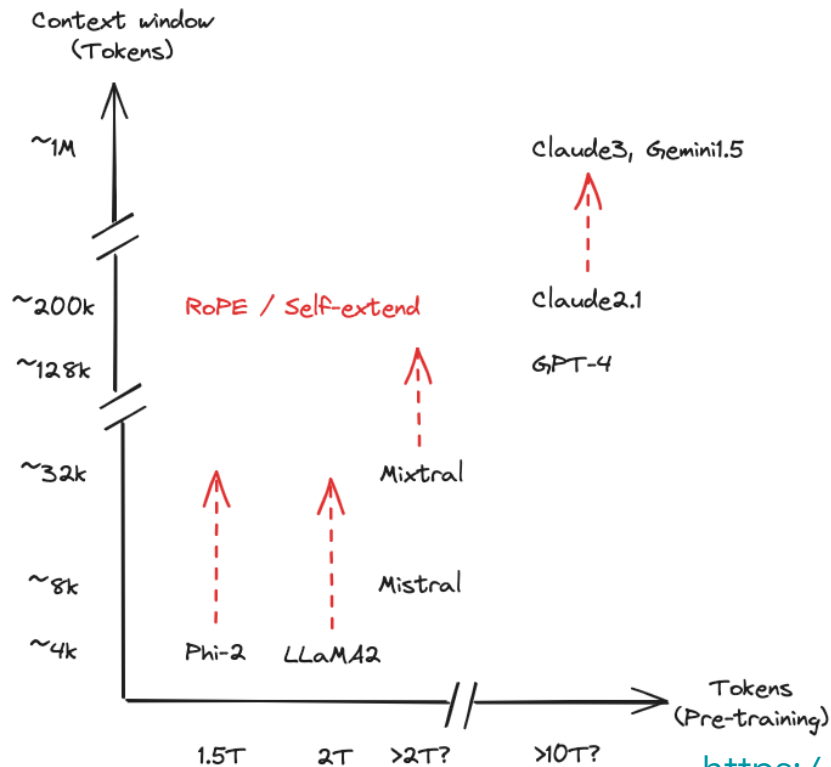 Context window
(Tokens)
~1M
Claude3, Gemini1.5
~200k
RoPE / Self-extend
Claude2.1
~128k
GPT-4
~32k
Mixtral
~8k
Mistral
~4k
Phi-2
LLaMA2
Tokens
(Pre-training)
1.5T
2T
>2T?
>10T?